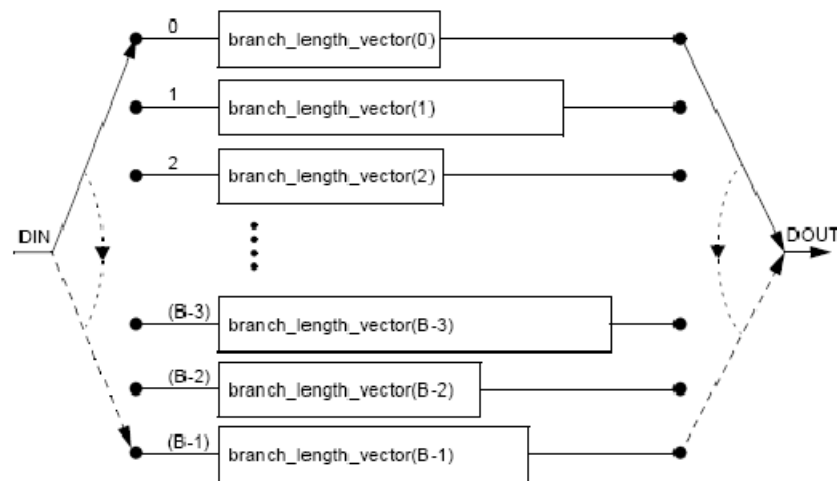 0
branch_length_vector(0)
1
branch_length_vector(1)
2
branch_length_vector(2)
DIN
DOUT
(B-3)
branch_length_vector(B-3)
(B-2)
branch_length_vector(B-2)
(B-1)
branch_length_vector(B-1)